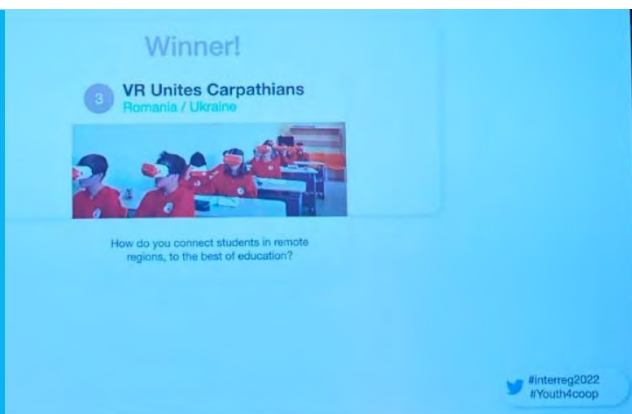 Winner!
3
VR Unites Carpathians
Romania / Ukraine
How do you connect students in remote
regions, to the best of education?
#interreg2022
#Youth4coop